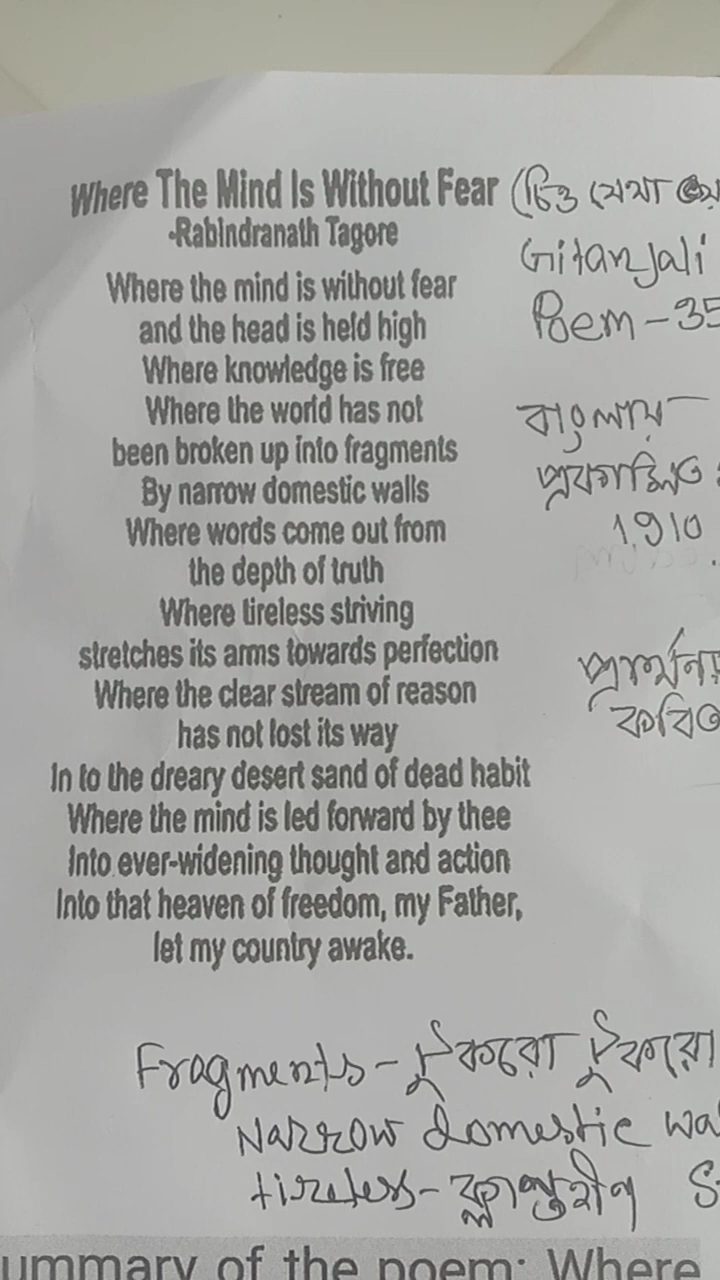 Where The Mind Is Without Fear (চিত্ত যেথা
-Rabindranath Tagore
Gitanjali
Poem-35
Where the mind is without fear
and the head is held high
Where knowledge is free
Where the world has not
been broken up into fragments
By narrow domestic walls
Where words come out from
the depth of truth
Where tireless striving
stretches its arms towards perfection
Where the clear stream of reason
has not lost its way
In to the dreary desert sand of dead habit
Where the mind is led forward by thee
Into ever-widening thought and action
Into that heaven of freedom, my Father,
let my country awake.
বাংলায়
প্রকাশিত
1910
Fragments- টুকরো টুকরো
Narrow domestic
tireless- ক্লান্তহীন
ummary of the poem: Where